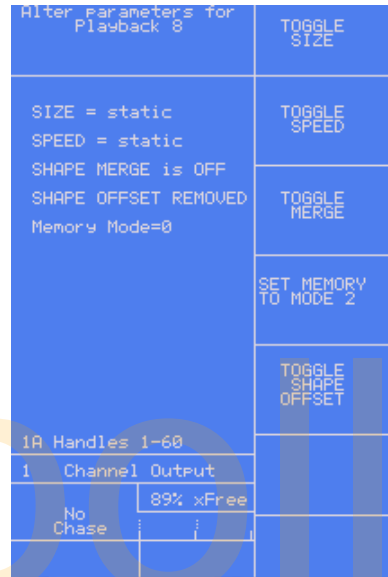 Alter parameters for
Playback 8
SIZE = static
SPEED = static
SHAPE MERGE is OFF
SHAPE OFFSET REMOVED
Memory Mode=0
1A Handles 1-60
1 Channel Output
89% xFree
No
Chase
TOGGLE
SIZE
TOGGLE
SPEED
TOGGLE
MERGE
SET MEMORY
TO MODE 2
TOGGLE
SHAPE
OFFSET